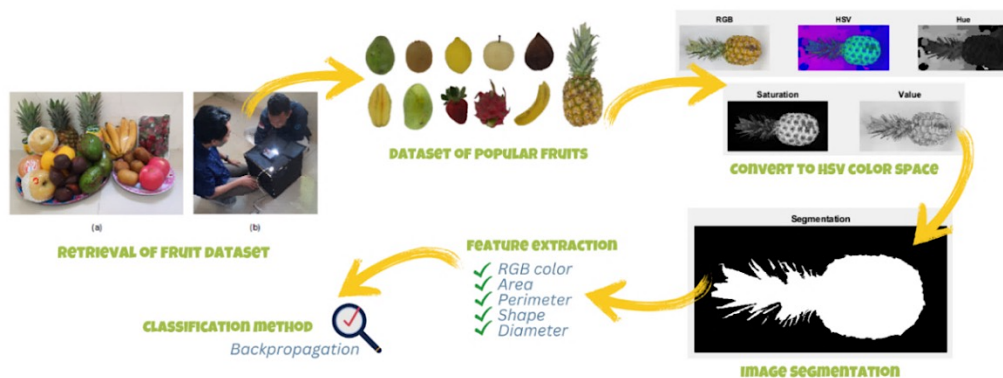 (a)
(b)
RETRIEVAL OF FRUIT DATASET
DATASET OF POPULAR FRUITS
RGB
HSV
Hue
Saturation
Value
CONVERT TO HSV COLOR SPACE
Segmentation
IMAGE SEGMENTATION
FEATURE EXTRACTION
RGB color
Area
Perimeter
Shape
Diameter
CLASSIFICATION METHOD
Backpropagation